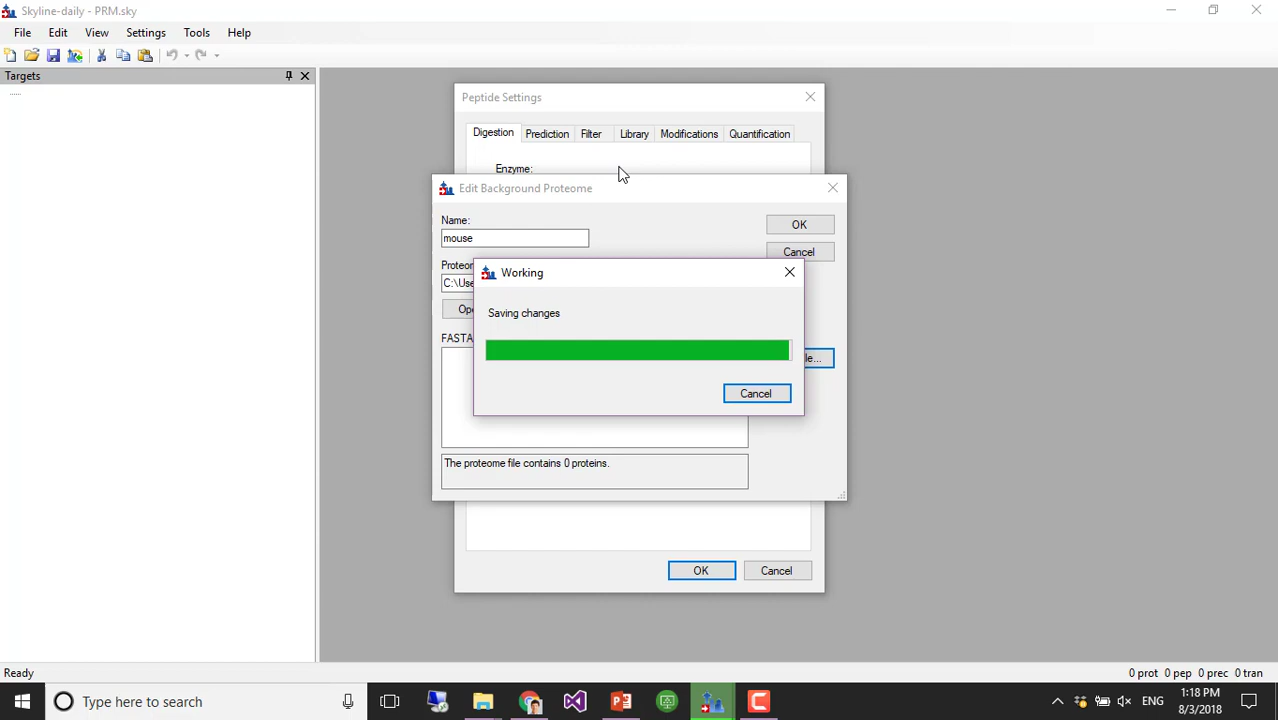 Skyline-daily - PRM.sky
File Edit View Settings Tools Help
Targets
Peptide Settings
Digestion Prediction Filter Library Modifications Quantification
Enzyme:
Edit Background Proteome
Name:
OK
mouse
Cancel
Working
Saving changes
Cancel
The proteome file contains 0 proteins.
OK Cancel
Ready 0 prot 0 pep 0 prec 0 tran
Type here to search
ENG
1:18 PM
8/3/2018